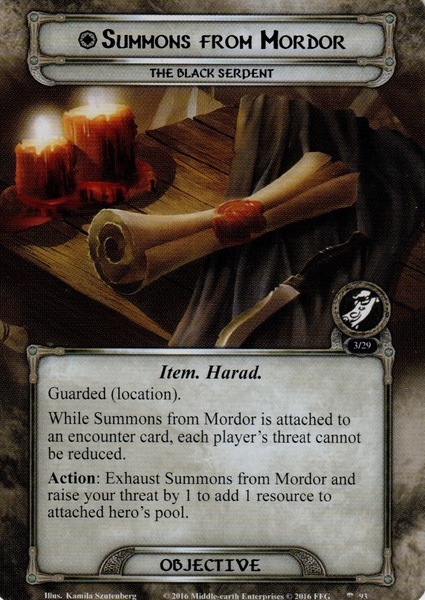 SUMMONS FROM MORDOR
THE BLACK SERPENT
3/29
Item. Harad.
Guarded (location).
While Summons from Mordor is attached to
an encounter card, each player's threat cannot
be reduced.
Action: Exhaust Summons from Mordor and
raise your threat by 1 to add 1 resource to
attached hero's pool.
OBJECTIVE
Illus. Kamila Szutenberg © 2016 Middle-earth Enterprises © 2016 FFG 93